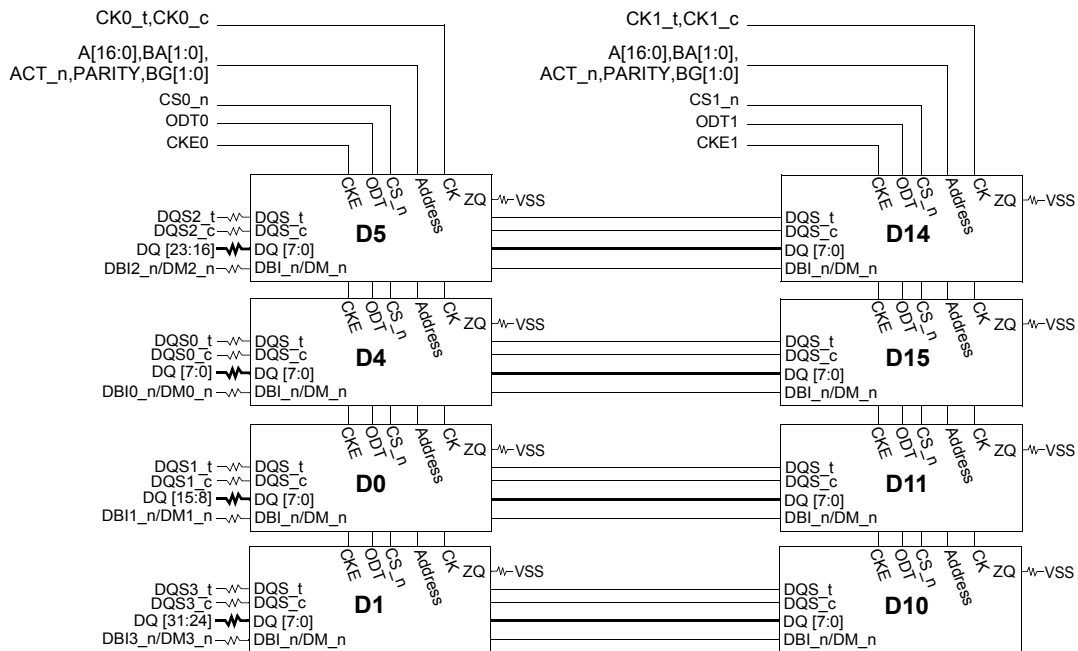 CK0_t,CK0_c
A[16:0],BA[1:0],
ACT_n,PARITY,BG[1:0]
CS0_n
ODT0
CKE0
CK1_t,CK1_c
A[16:0],BA[1:0],
ACT_n,PARITY,BG[1:0]
CS1_n
ODT1
CKE1
CKE ODT CS_n Address CK ZQ VSS
DQS2_t DQS_t
DQS2_c DQS_c
DQ [23:16] DQ [7:0]
DBI2_n/DM2_n DBI_n/DM_n
D5
CKE ODT CS_n Address CK ZQ VSS
DQS_t
DQS_c
DQ [7:0]
DBI_n/DM_n
D14
CKE ODT CS_n Address CK ZQ VSS
DQS0_t DQS_t
DQS0_c DQS_c
DQ [7:0] DQ [7:0]
DBI0_n/DM0_n DBI_n/DM_n
D4
CKE ODT CS_n Address CK ZQ VSS
DQS_t
DQS_c
DQ [7:0]
DBI_n/DM_n
D15
CKE ODT CS_n Address CK ZQ VSS
DQS1_t DQS_t
DQS1_c DQS_c
DQ [15:8] DQ [7:0]
DBI1_n/DM1_n DBI_n/DM_n
D0
CKE ODT CS_n Address CK ZQ VSS
DQS_t
DQS_c
DQ [7:0]
DBI_n/DM_n
D11
CKE ODT CS_n Address CK ZQ VSS
DQS3_t DQS_t
DQS3_c DQS_c
DQ [31:24] DQ [7:0]
DBI3_n/DM3_n DBI_n/DM_n
D1
CKE ODT CS_n Address CK ZQ VSS
DQS_t
DQS_c
DQ [7:0]
DBI_n/DM_n
D10